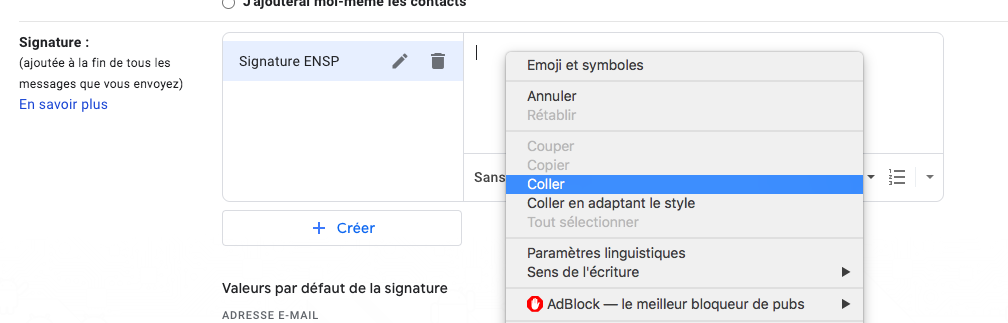 J'ajouterai moi-même les contacts
Signature :
(ajoutée à la fin de tous les
messages que vous envoyez)
En savoir plus
Signature ENSP
Emoji et symboles
Annuler
Rétablir
Couper
Copier
Coller
Coller en adaptant le style
Tout sélectionner
Paramètres linguistiques
Sens de l'écriture
AdBlock — le meilleur bloqueur de pubs
Sans
+ Créer
Valeurs par défaut de la signature
ADRESSE E-MAIL